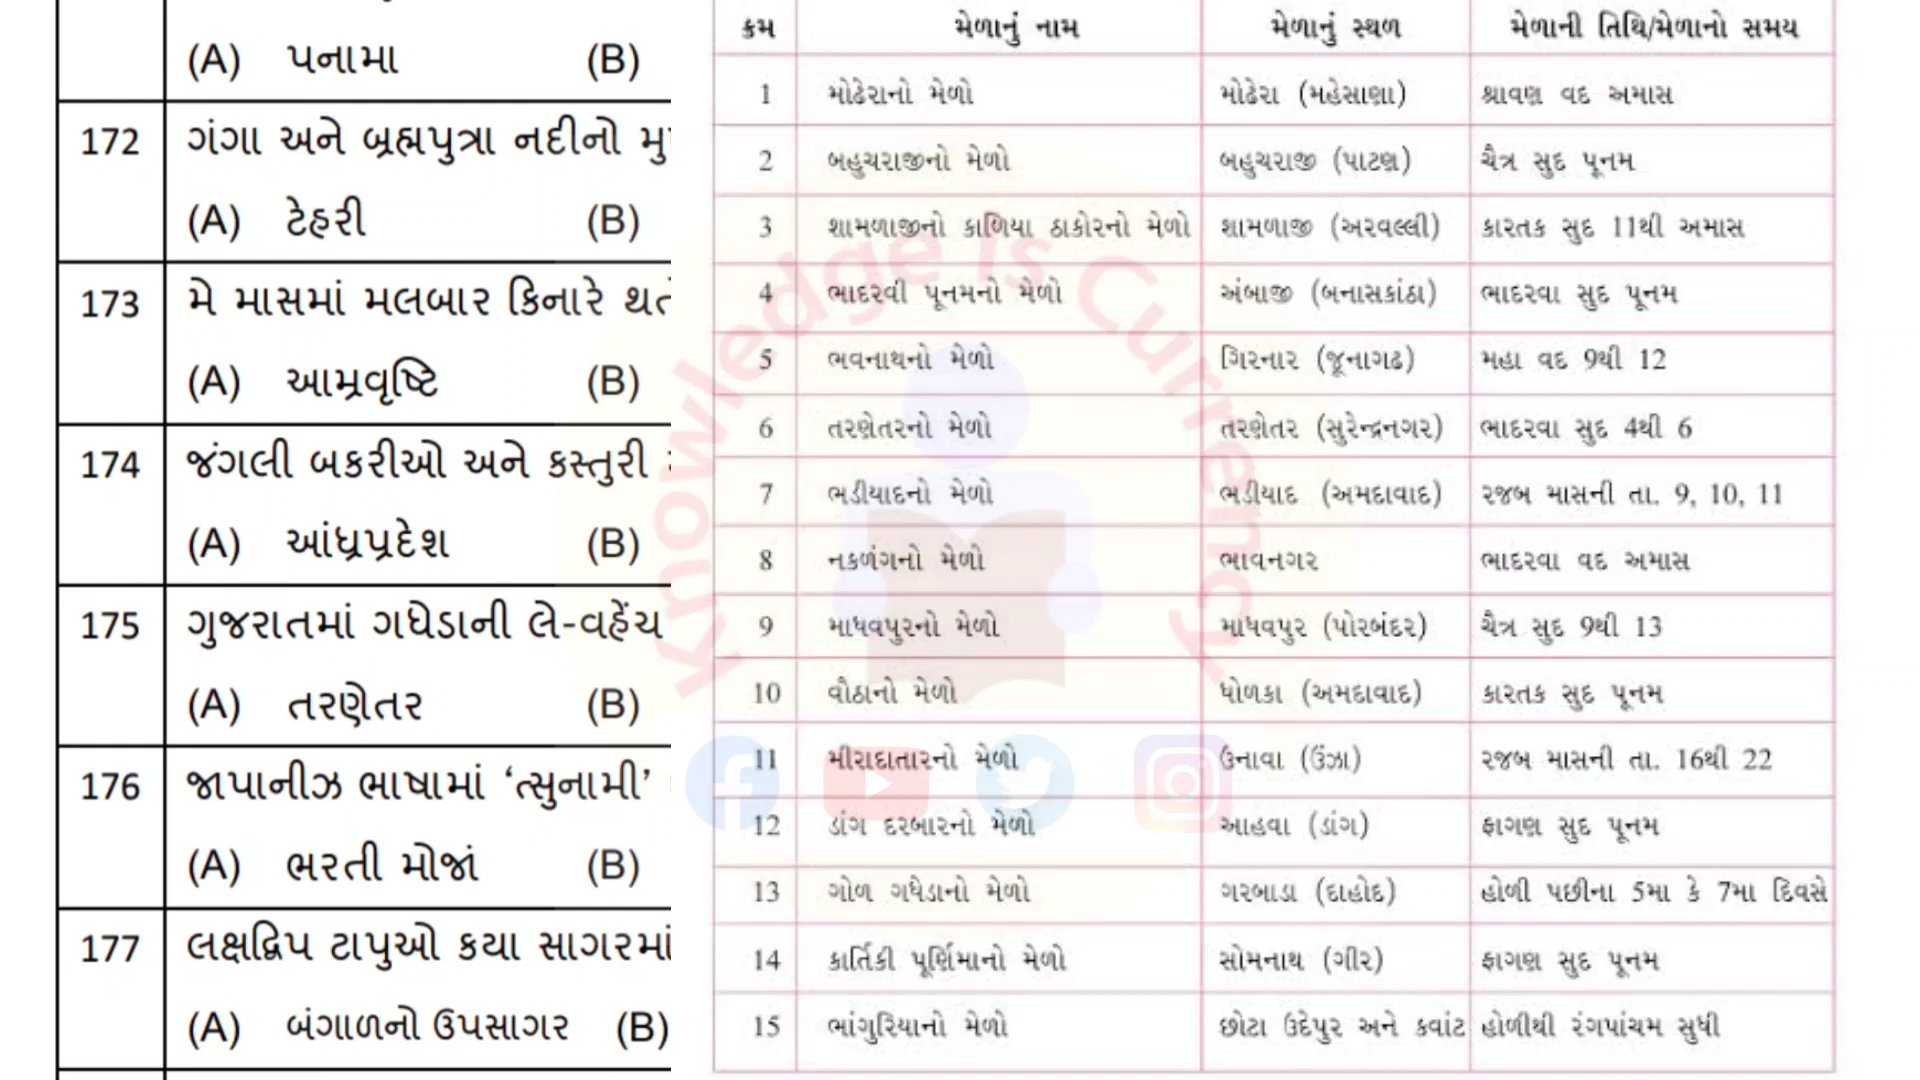 (A) પનામા (B)
172 ગંગા અને બ્રહ્મપુત્રા નદીનો
(A) ટેહરી (B)
173 મે માસમાં મલબાર કિનારે
(A) આમ્રવૃષ્ટિ (B)
174 જંગલી બકરીઓ અને કસ્તુરી
(A) આંધ્રપ્રદેશ (B)
175 ગુજરાતમાં ગધેડાની લે-વહેંચ
(A) તરણેતર (B)
176 જાપાનીઝ ભાષામાં ‘ત્સુનામી’
(A) ભરતી મોજાં (B)
177 લક્ષદ્વિપ ટાપુઓ કયા સાગરમાં
(A) બંગાળનો ઉપસાગર (B)
ક્રમ મેળાનું નામ મેળાનું સ્થળ મેળાની તિથિ/મેળાનો સમય
1 મોઢેરાનો મેળો મોઢેરા (મહેસાણા) શ્રાવણ વદ અમાસ
2 બહુચરાજીનો મેળો બહુચરાજી (પાટણ) ચૈત્ર સુદ પૂનમ
3 શામળાજીનો કાળિયા ઠાકોરનો મેળો શામળાજી (અરવલ્લી) કારતક સુદ 11થી અમાસ
4 ભાદરવી પૂનમનો મેળો અંબાજી (બનાસકાંઠા) ભાદરવા સુદ પૂનમ
5 ભવનાથનો મેળો ગિરનાર (જૂનાગઢ) મહા વદ 9થી 12
6 તરણેતરનો મેળો તરણેતર (સુરેન્દ્રનગર) ભાદરવા સુદ 4થી 6
7 ભડીયાદનો મેળો ભડીયાદ (અમદાવાદ) રજબ માસની તા. 9, 10, 11
8 નકળંગનો મેળો ભાવનગર ભાદરવા વદ અમાસ
9 માધવપુરનો મેળો માધવપુર (પોરબંદર) ચૈત્ર સુદ 9થી 13
10 વૌઠાનો મેળો ધોળકા (અમદાવાદ) કારતક સુદ પૂનમ
11 મીરાદાતારનો મેળો ઉનાવા (ઉંઝા) રજબ માસની તા. 16થી 22
12 ડાંગ દરબારનો મેળો આહવા (ડાંગ) ફાગણ સુદ પૂનમ
13 ગોળ ગધેડાનો મેળો ગરબાડા (દાહોદ) હોળી પછીના 5મા કે 7મા દિવસે
14 કાર્તિકી પૂર્ણિમાનો મેળો સોમનાથ (ગીર) ફાગણ સુદ પૂનમ
15 ભાંગુરિયાનો મેળો છોટા ઉદેપુર અને કવાંટ હોળીથી રંગપાંચમ સુધી
Knowledge Is Currency